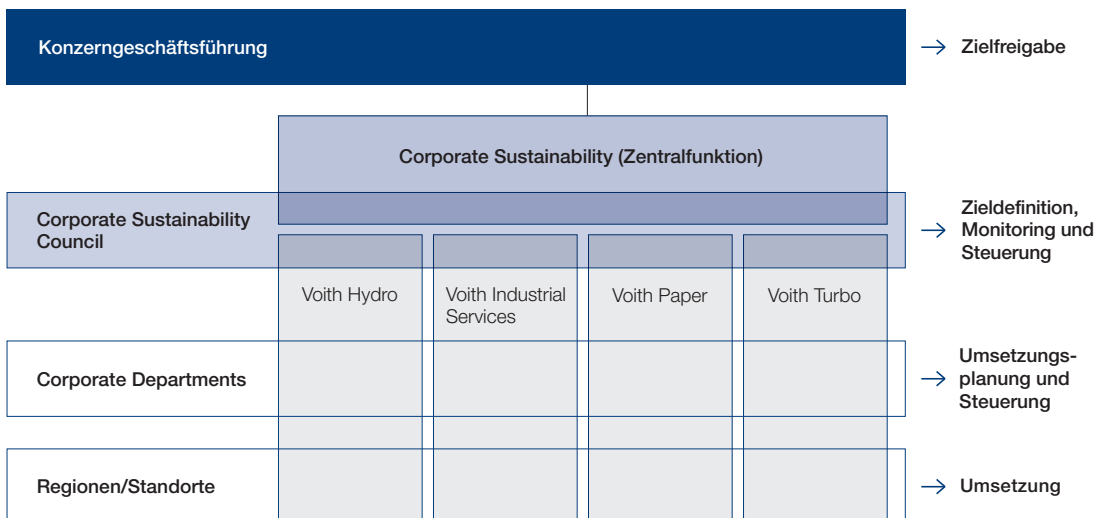 Konzerngeschäftsführung
Zielfreigabe
Corporate Sustainability (Zentralfunktion)
Corporate Sustainability
Council
Zieldefinition,
Monitoring und
Steuerung
Voith Hydro
Voith Industrial
Services
Voith Paper
Voith Turbo
Corporate Departments
Umsetzungs-
planung und
Steuerung
Regionen/Standorte
Umsetzung